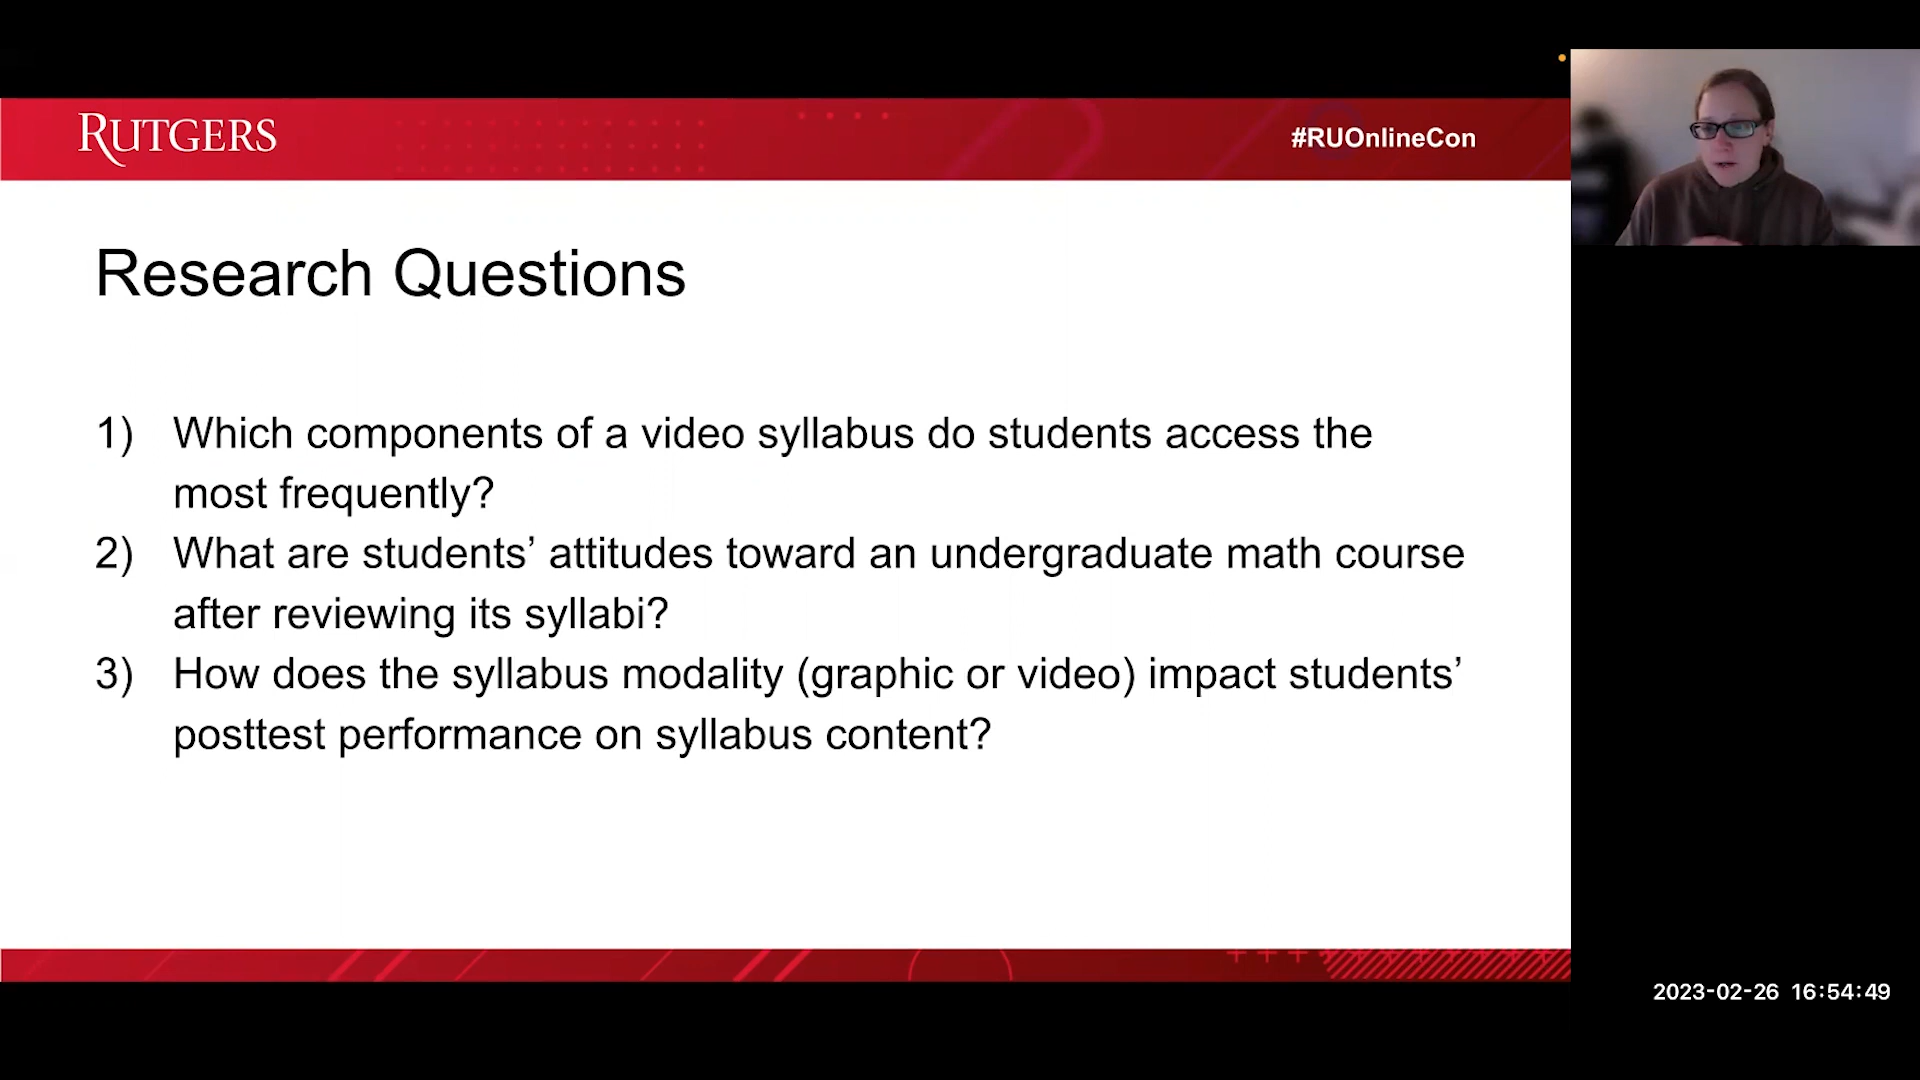 RUTGERS
#RUOnlineCon
Research Questions
1) Which components of a video syllabus do students access the
most frequently?
2) What are students’ attitudes toward an undergraduate math course
after reviewing its syllabi?
3) How does the syllabus modality (graphic or video) impact students’
posttest performance on syllabus content?
2023-02-26 16:54:49